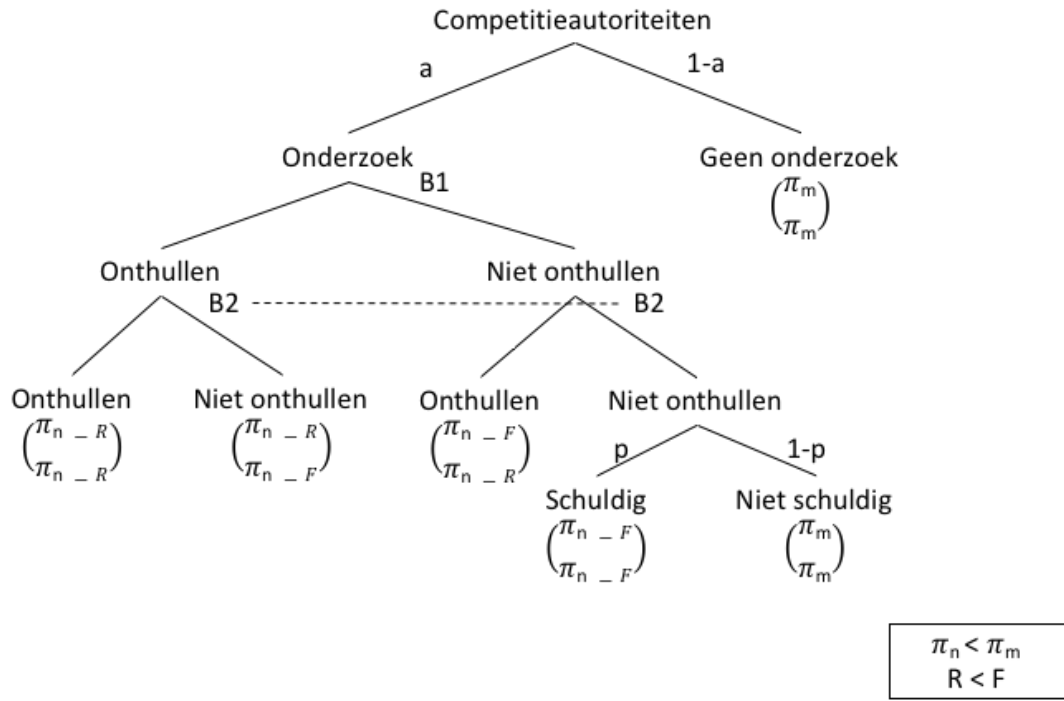 Competitieautoriteiten
a
1-a
Onderzoek
Geen onderzoek
B1
(π_m
π_m)
Onthullen
Niet onthullen
B2
B2
Onthullen
Niet onthullen
Onthullen
Niet onthullen
(π_n – R
π_n – R)
(π_n – R
π_n – F)
(π_n – F
π_n – R)
p
1-p
Schuldig
Niet schuldig
(π_n – F
π_n – F)
(π_m
π_m)
π_n < π_m
R < F